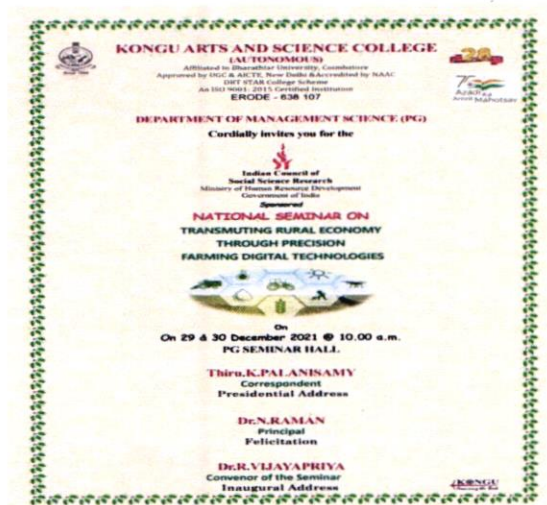 KONGU ARTS AND SCIENCE COLLEGE
(AUTONOMOUS)
Affiliated to Bharathiar University, Coimbatore
Approved by UGC & AICTE, New Delhi & Accredited by NAAC
DBT STAR College Scheme
An ISO 9001: 2015 Certified Institution
ERODE - 638 107
Azadi Ka
Amrit Mahotsav
DEPARTMENT OF MANAGEMENT SCIENCE (PG)
Cordially invites you for the
Indian Council of
Social Science Research
Ministry of Human Resource Development
Government of India
Sponsored
NATIONAL SEMINAR ON
TRANSMUTING RURAL ECONOMY
THROUGH PRECISION
FARMING DIGITAL TECHNOLOGIES
On
On 29 & 30 December 2021 @ 10.00 a.m.
PG SEMINAR HALL
Thiru.K.PALANISAMY
Correspondent
Presidential Address
Dr.N.RAMAN
Principal
Felicitation
Dr.R.VIJAYAPRIYA
Convenor of the Seminar
Inaugural Address
KONGU